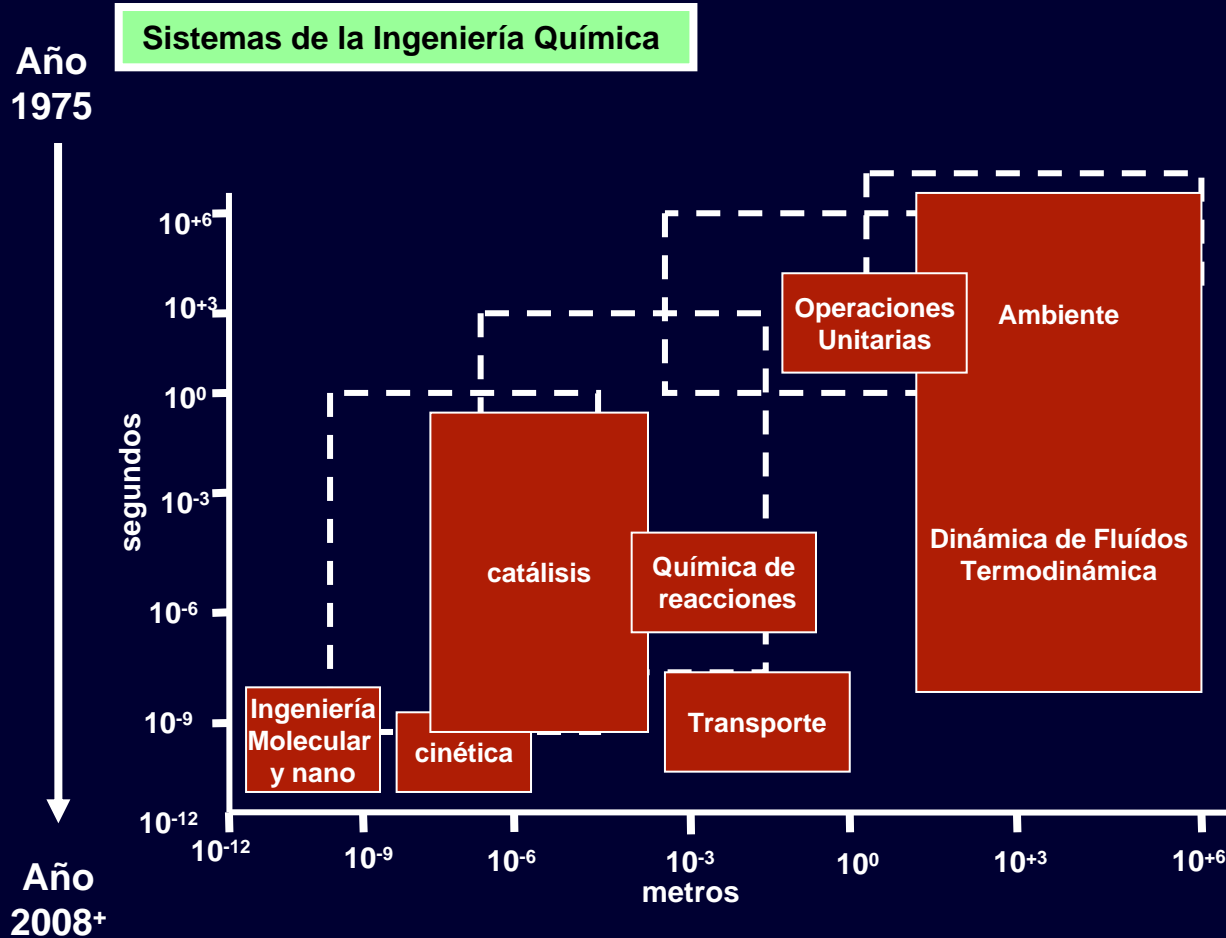 Sistemas de la Ingeniería Química
Año
1975
10+6
10+3
100
10-3
10-6
10-9
10-12
segundos
Operaciones
Unitarias
Ambiente
Dinámica de Fluídos
Termodinámica
catálisis
Química de
reacciones
Ingeniería
Molecular
y nano
cinética
Transporte
10-12
10-9
10-6
10-3
100
10+3
10+6
metros
Año
2008+